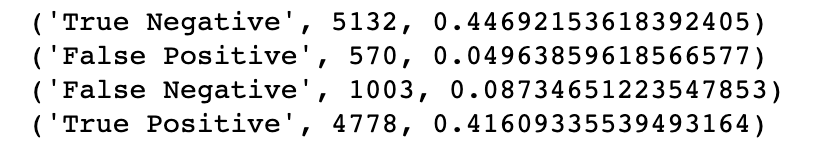 ('True Negative', 5132, 0.44692153618392405)
('False Positive', 570, 0.04963859618566577)
('False Negative', 1003, 0.08734651223547853)
('True Positive', 4778, 0.41609335539493164)